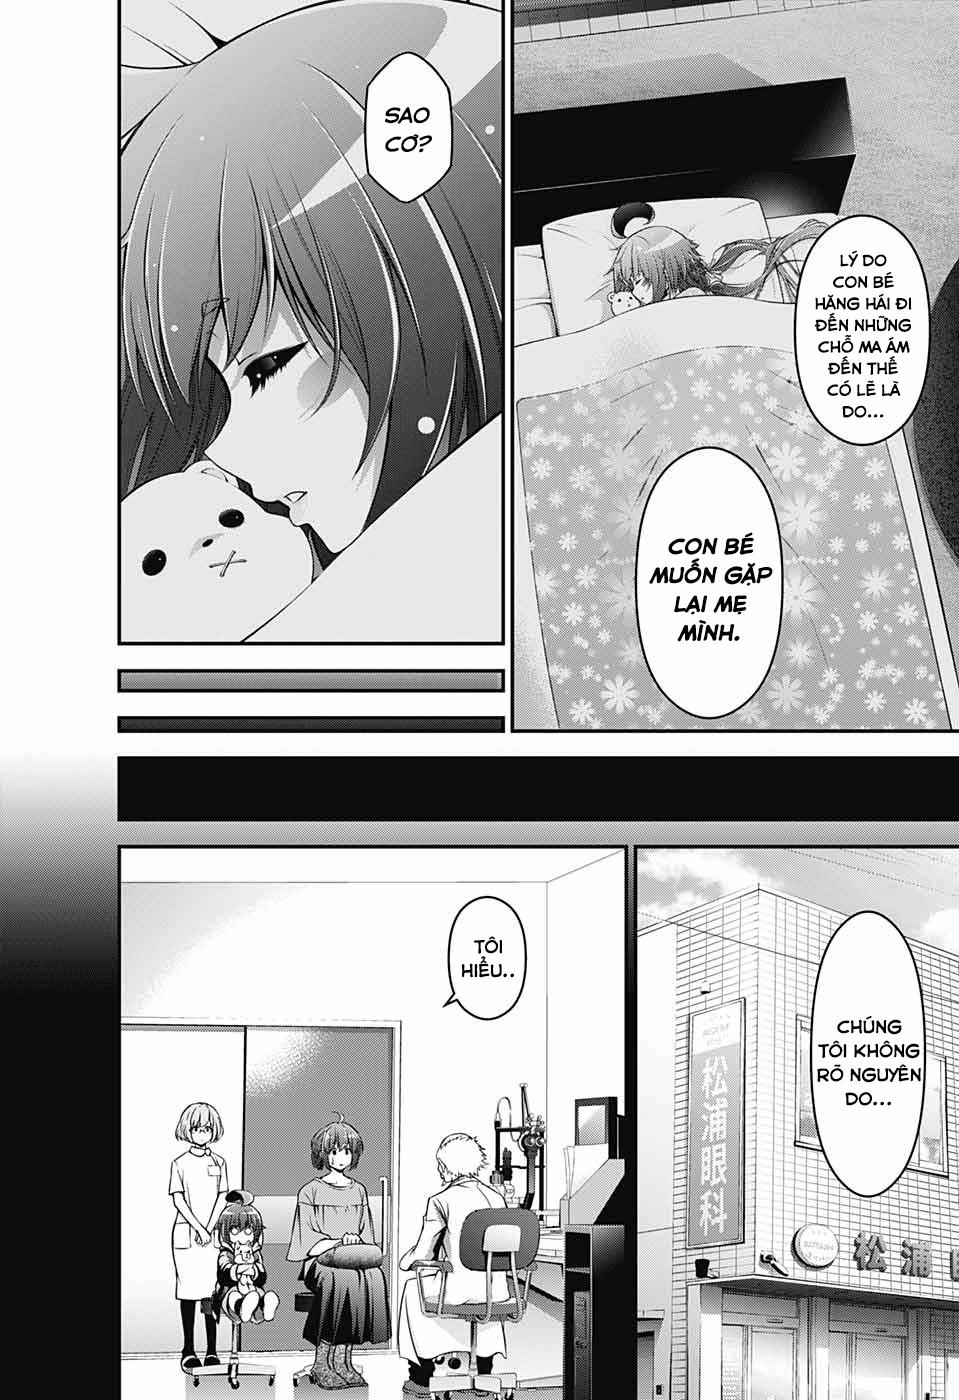 LÝ DO
CON BÉ
HĂNG HÁI ĐI
ĐẾN NHỮNG
CHỖ MA ÁM
ĐẾN THẾ
CÓ LẼ LÀ
DO...
CON BÉ
MUỐN GẶP
LẠI MẸ
MÌNH.
SAO
CƠ?
CHÚNG
TÔI KHÔNG
RÕ NGUYÊN
DO...
松浦眼科
松浦眼
TÔI
HIỂU..